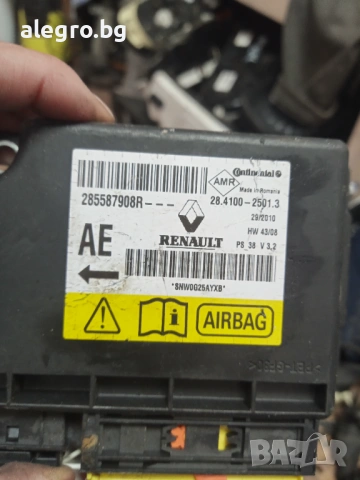 alegro.bg
Continental
AMR
Made in Romania
285587908R---
28.4100-2501.3
29/2010
HW 43/08
RENAULT
PS 38 V 3.2
AE
*SNW0G25AYXB*
AIRBAG
BAZAR